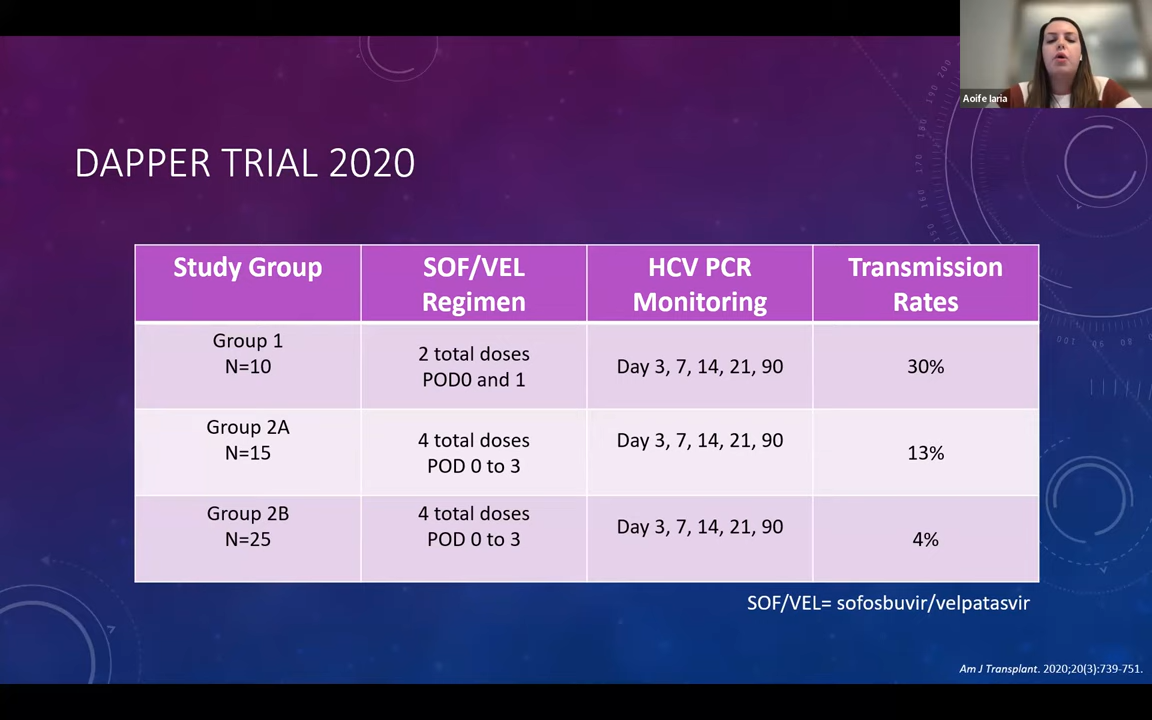 Aoife Iaria
DAPPER TRIAL 2020
Study Group
SOF/VEL
Regimen
HCV PCR
Monitoring
Transmission
Rates
Group 1
N=10
2 total doses
POD0 and 1
Day 3, 7, 14, 21, 90
30%
Group 2A
N=15
4 total doses
POD 0 to 3
Day 3, 7, 14, 21, 90
13%
Group 2B
N=25
4 total doses
POD 0 to 3
Day 3, 7, 14, 21, 90
4%
SOF/VEL= sofosbuvir/velpatasvir
Am J Transplant. 2020;20(3):739-751.